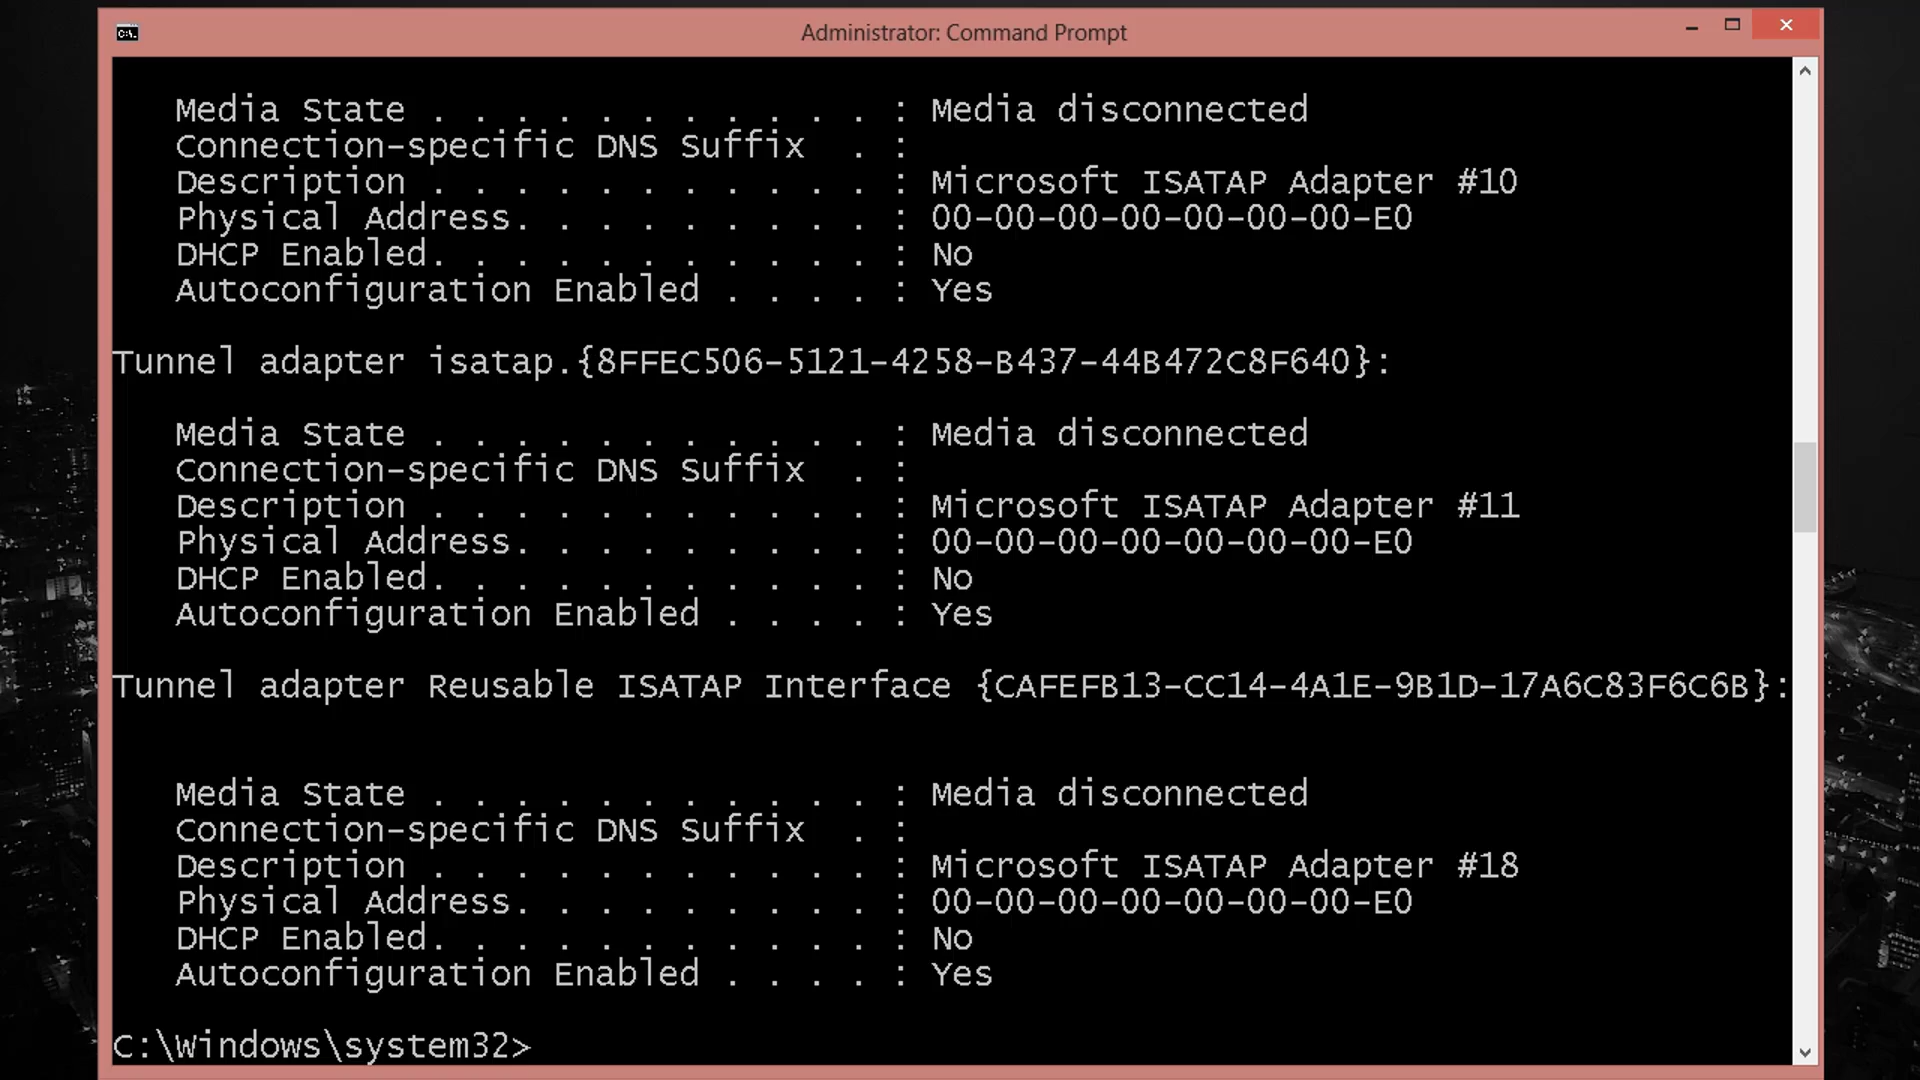 Administrator: Command Prompt
Media State . . . . . . . . . . . : Media disconnected
Connection-specific DNS Suffix  . :
Description . . . . . . . . . . . : Microsoft ISATAP Adapter #10
Physical Address. . . . . . . . . : 00-00-00-00-00-00-00-E0
DHCP Enabled. . . . . . . . . . . : No
Autoconfiguration Enabled . . . . : Yes
Tunnel adapter isatap.{8FFEC506-5121-4258-B437-44B472C8F640}:
Media State . . . . . . . . . . . : Media disconnected
Connection-specific DNS Suffix  . :
Description . . . . . . . . . . . : Microsoft ISATAP Adapter #11
Physical Address. . . . . . . . . : 00-00-00-00-00-00-00-E0
DHCP Enabled. . . . . . . . . . . : No
Autoconfiguration Enabled . . . . : Yes
Tunnel adapter Reusable ISATAP Interface {CAFEFB13-CC14-4A1E-9B1D-17A6C83F6C6B}:
Media State . . . . . . . . . . . : Media disconnected
Connection-specific DNS Suffix  . :
Description . . . . . . . . . . . : Microsoft ISATAP Adapter #18
Physical Address. . . . . . . . . : 00-00-00-00-00-00-00-E0
DHCP Enabled. . . . . . . . . . . : No
Autoconfiguration Enabled . . . . : Yes
C:\Windows\system32>